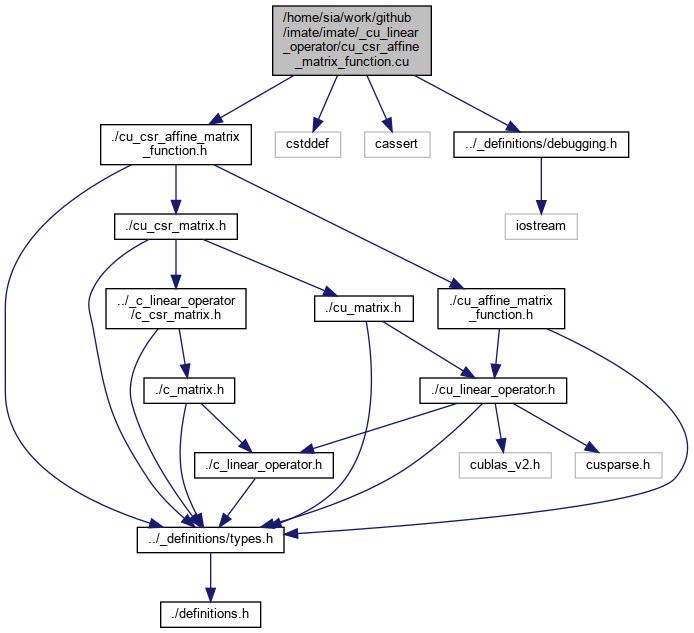 /home/sia/work/github
/imate/imate/_cu_linear
_operator/cu_csr_affine
_matrix_function.cu
./cu_csr_affine_matrix
_function.h
cstddef
cassert
../_definitions/debugging.h
./cu_csr_matrix.h
iostream
../_c_linear_operator
/c_csr_matrix.h
./cu_matrix.h
./cu_affine_matrix
_function.h
./c_matrix.h
./cu_linear_operator.h
./c_linear_operator.h
cublas_v2.h
cusparse.h
../_definitions/types.h
./definitions.h